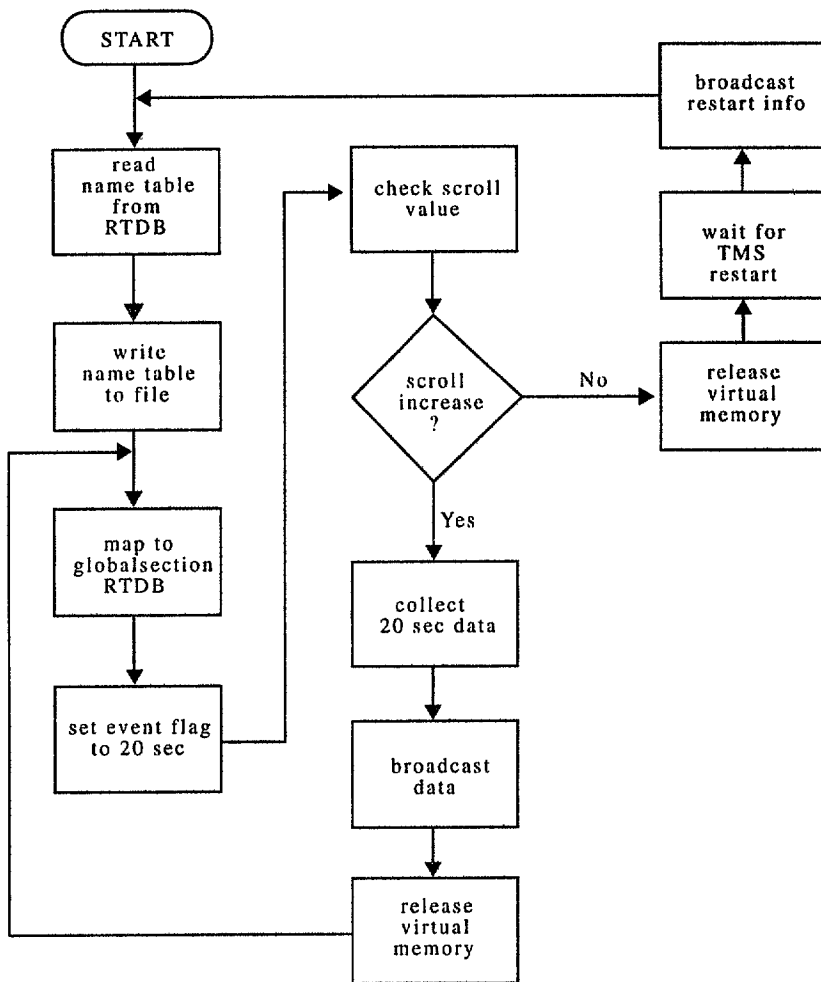 START
read
name table
from
RTDB
write
name table
to file
map to
globalsection
RTDB
set event flag
to 20 sec
check scroll
value
scroll
increase
?
No
Yes
collect
20 sec data
broadcast
data
release
virtual
memory
release
virtual
memory
wait for
TMS
restart
broadcast
restart info